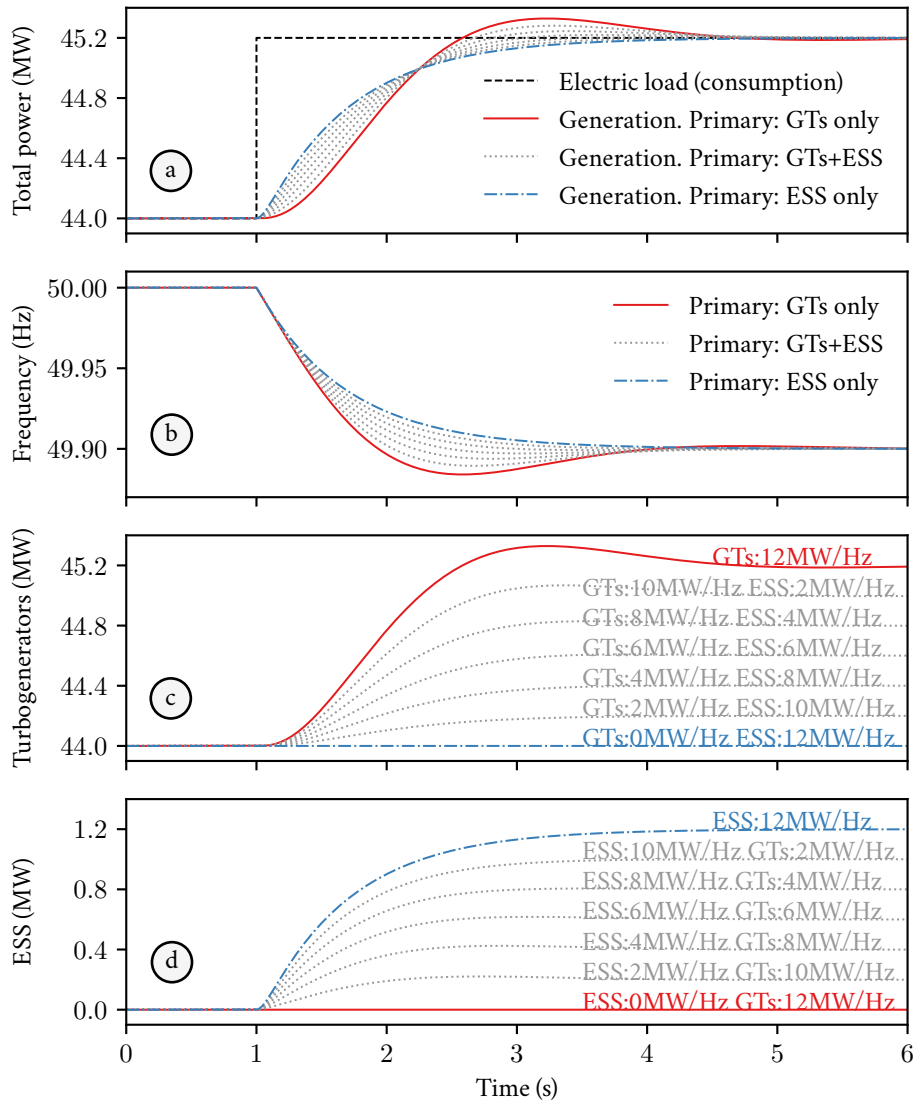 Total power (MW)
45.2
44.8
44.4
44.0
a
Electric load (consumption)
Generation. Primary: GTs only
Generation. Primary: GTs+ESS
Generation. Primary: ESS only
Frequency (Hz)
50.00
49.95
49.90
b
Primary: GTs only
Primary: GTs+ESS
Primary: ESS only
Turbogenerators (MW)
45.2
44.8
44.4
44.0
c
GTs:12MW/Hz
GTs:10MW/Hz ESS:2MW/Hz
GTs:8MW/Hz ESS:4MW/Hz
GTs:6MW/Hz ESS:6MW/Hz
GTs:4MW/Hz ESS:8MW/Hz
GTs:2MW/Hz ESS:10MW/Hz
GTs:0MW/Hz ESS:12MW/Hz
ESS (MW)
1.2
0.8
0.4
0.0
d
ESS:12MW/Hz
ESS:10MW/Hz GTs:2MW/Hz
ESS:8MW/Hz GTs:4MW/Hz
ESS:6MW/Hz GTs:6MW/Hz
ESS:4MW/Hz GTs:8MW/Hz
ESS:2MW/Hz GTs:10MW/Hz
ESS:0MW/Hz GTs:12MW/Hz
0 1 2 3 4 5 6
Time (s)